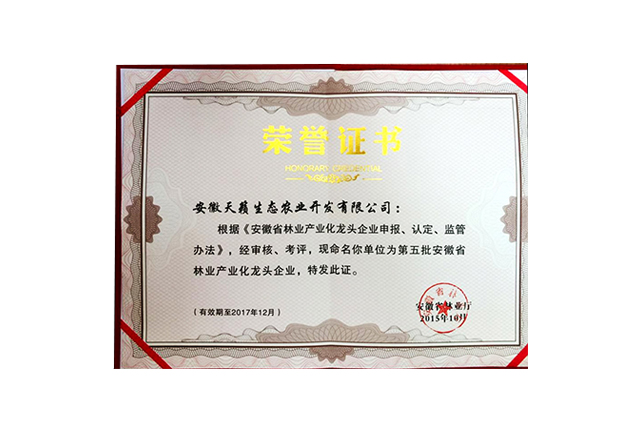 荣誉证书
HONORARY CREDENTIAL
安徽天籁生态农业开发有限公司：
根据《安徽省林业产业化龙头企业申报、认定、监管
办法》，经审核、考评，现命名你单位为第五批安徽省
林业产业化龙头企业，特发此证。
安徽省林业厅
（有效期至2017年12月）
2015年10月